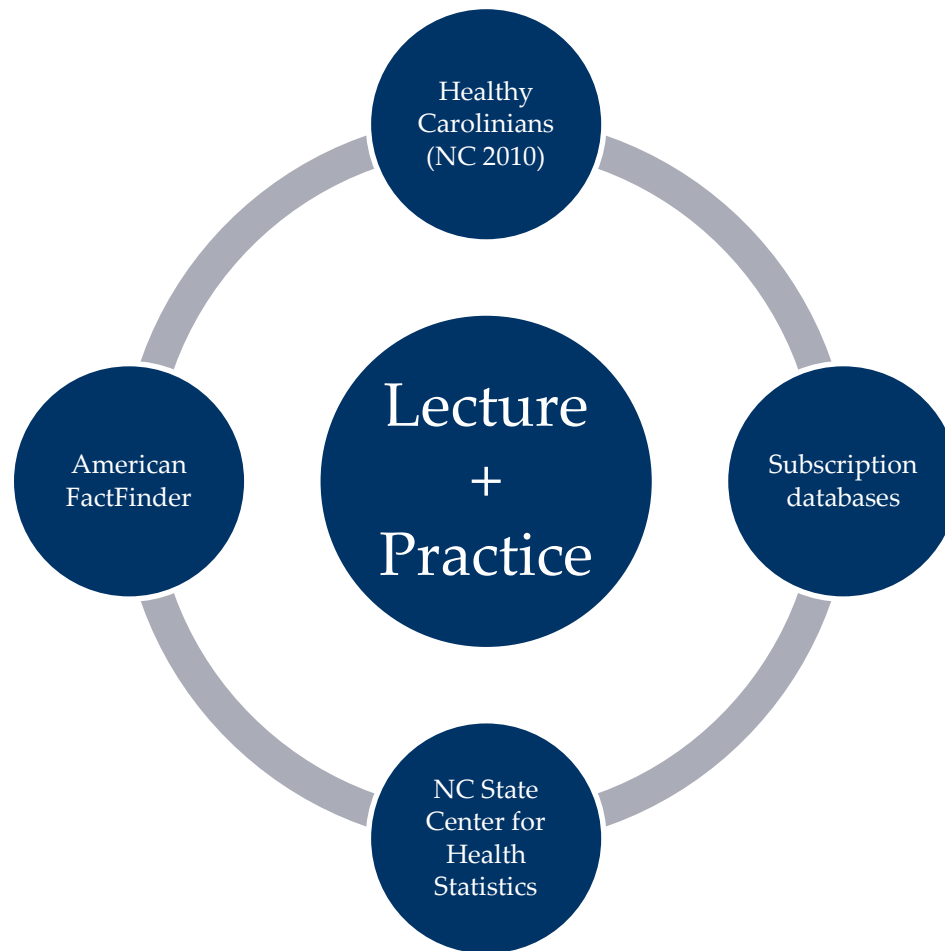 Healthy
Carolinians
(NC 2010)
American
FactFinder
Lecture
+
Practice
Subscription
databases
NC State
Center for
Health
Statistics